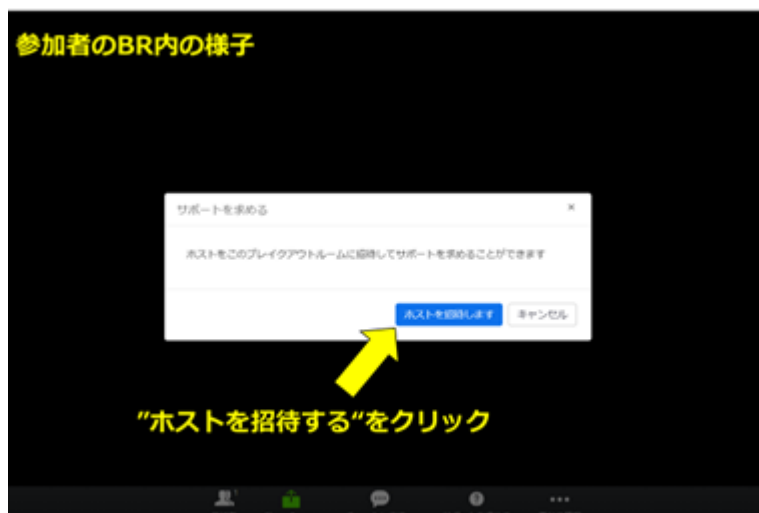 参加者のBR内の様子
サポートを求める
ホストをこのブレイクアウトルームに招待してサポートを求めることができます
ホストを招待します キャンセル
”ホストを招待する“をクリック